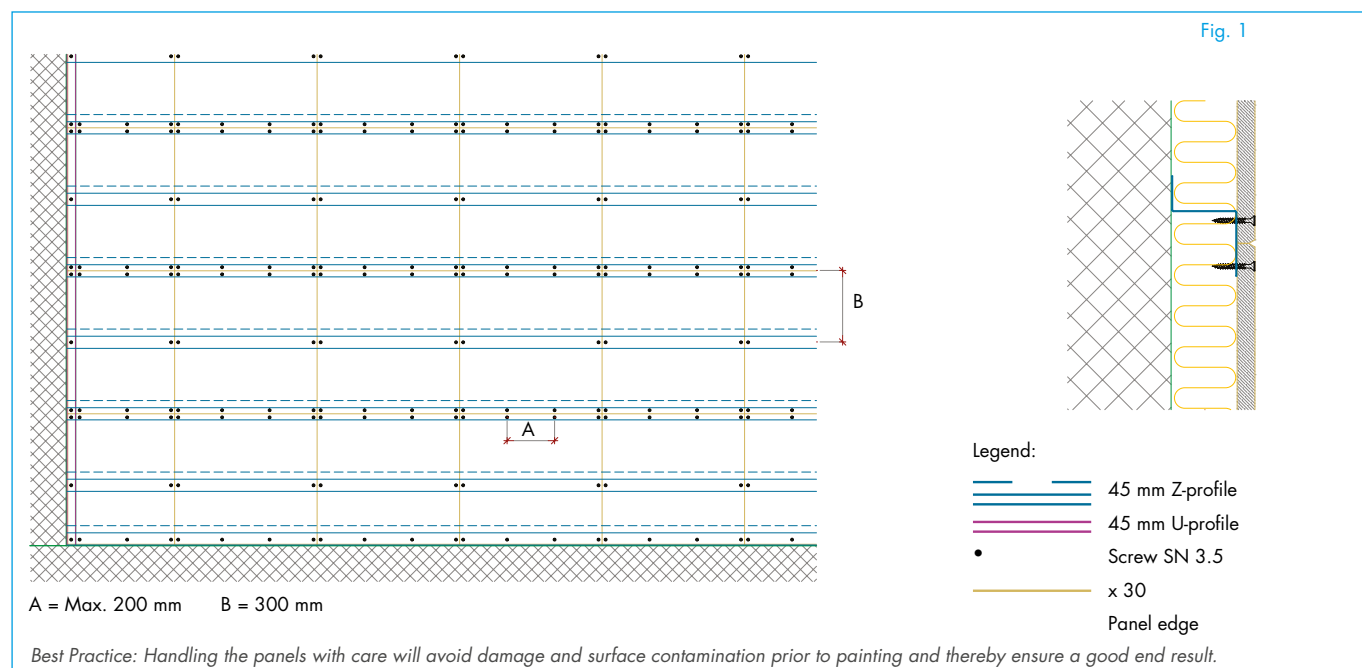 Fig. 1
B
A
Legend:
45 mm Z-profile
45 mm U-profile
Screw SN 3.5
x 30
Panel edge
A = Max. 200 mm B = 300 mm
Best Practice: Handling the panels with care will avoid damage and surface contamination prior to painting and thereby ensure a good end result.